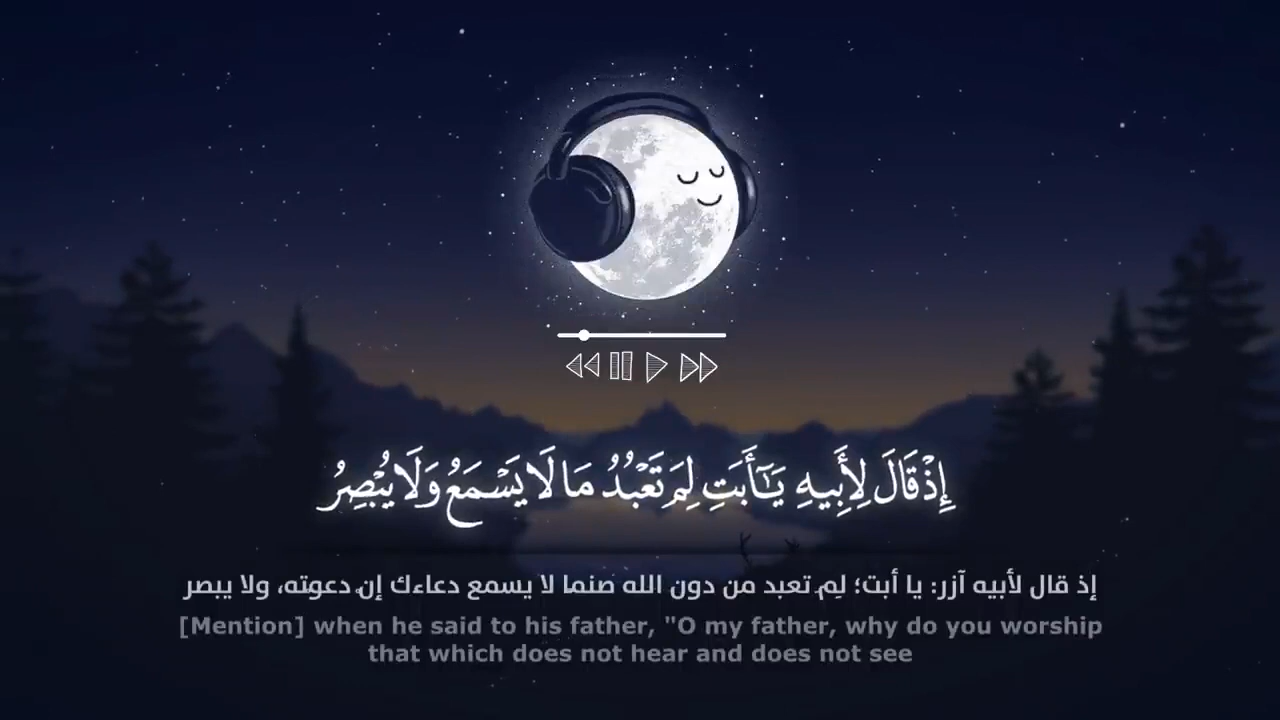 إِذْ قَالَ لِأَبِيهِ يَـٰٓأَبَتِ لِمَ تَعْبُدُ مَا لَا يَسْمَعُ وَلَا يُبْصِرُ
إذ قال لأبيه آزر: يا أبت؛ لِم تعبد من دون الله صنما لا يسمع دعاءك إن دعوته، ولا يبصر
[Mention] when he said to his father, "O my father, why do you worship
that which does not hear and does not see